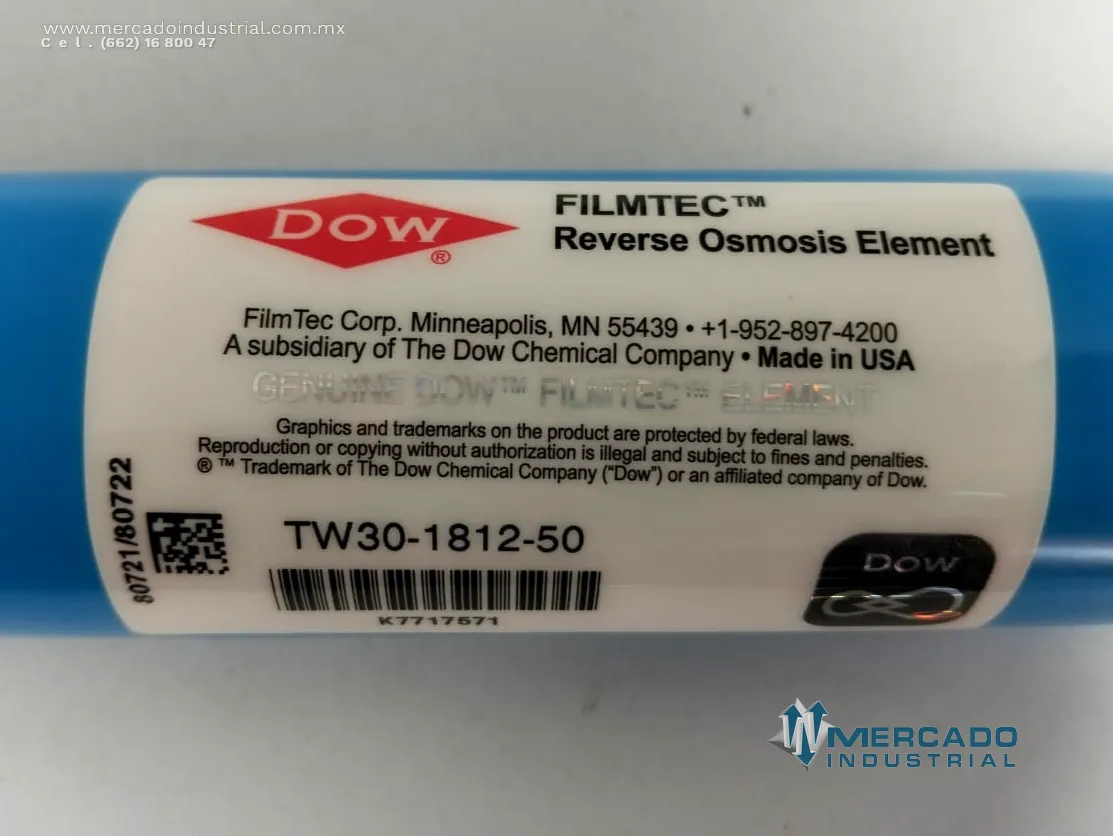 www.mercadoindustrial.com.mx
Cel. (662) 16 800 47
DOW®
FILMTEC™
Reverse Osmosis Element
FilmTec Corp. Minneapolis, MN 55439 • +1-952-897-4200
A subsidiary of The Dow Chemical Company • Made in USA
GENUINE DOW™ FILMTEC™ ELEMENT
Graphics and trademarks on the product are protected by federal laws.
Reproduction or copying without authorization is illegal and subject to fines and penalties.
® ™ Trademark of The Dow Chemical Company ("Dow") or an affiliated company of Dow.
80721/80722
TW30-1812-50
K7717571
DOW
MERCADO
INDUSTRIAL